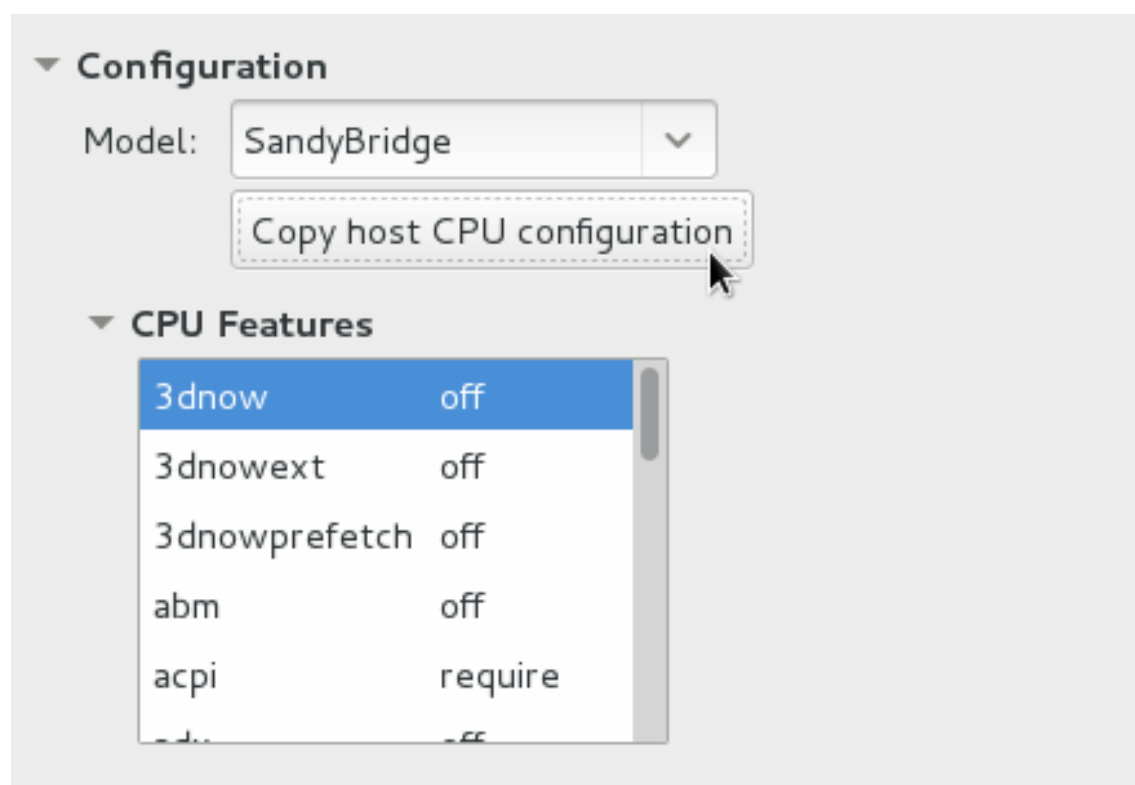 Configuration
Model: SandyBridge
Copy host CPU configuration
CPU Features
3dnow off
3dnowext off
3dnowprefetch off
abm off
acpi require